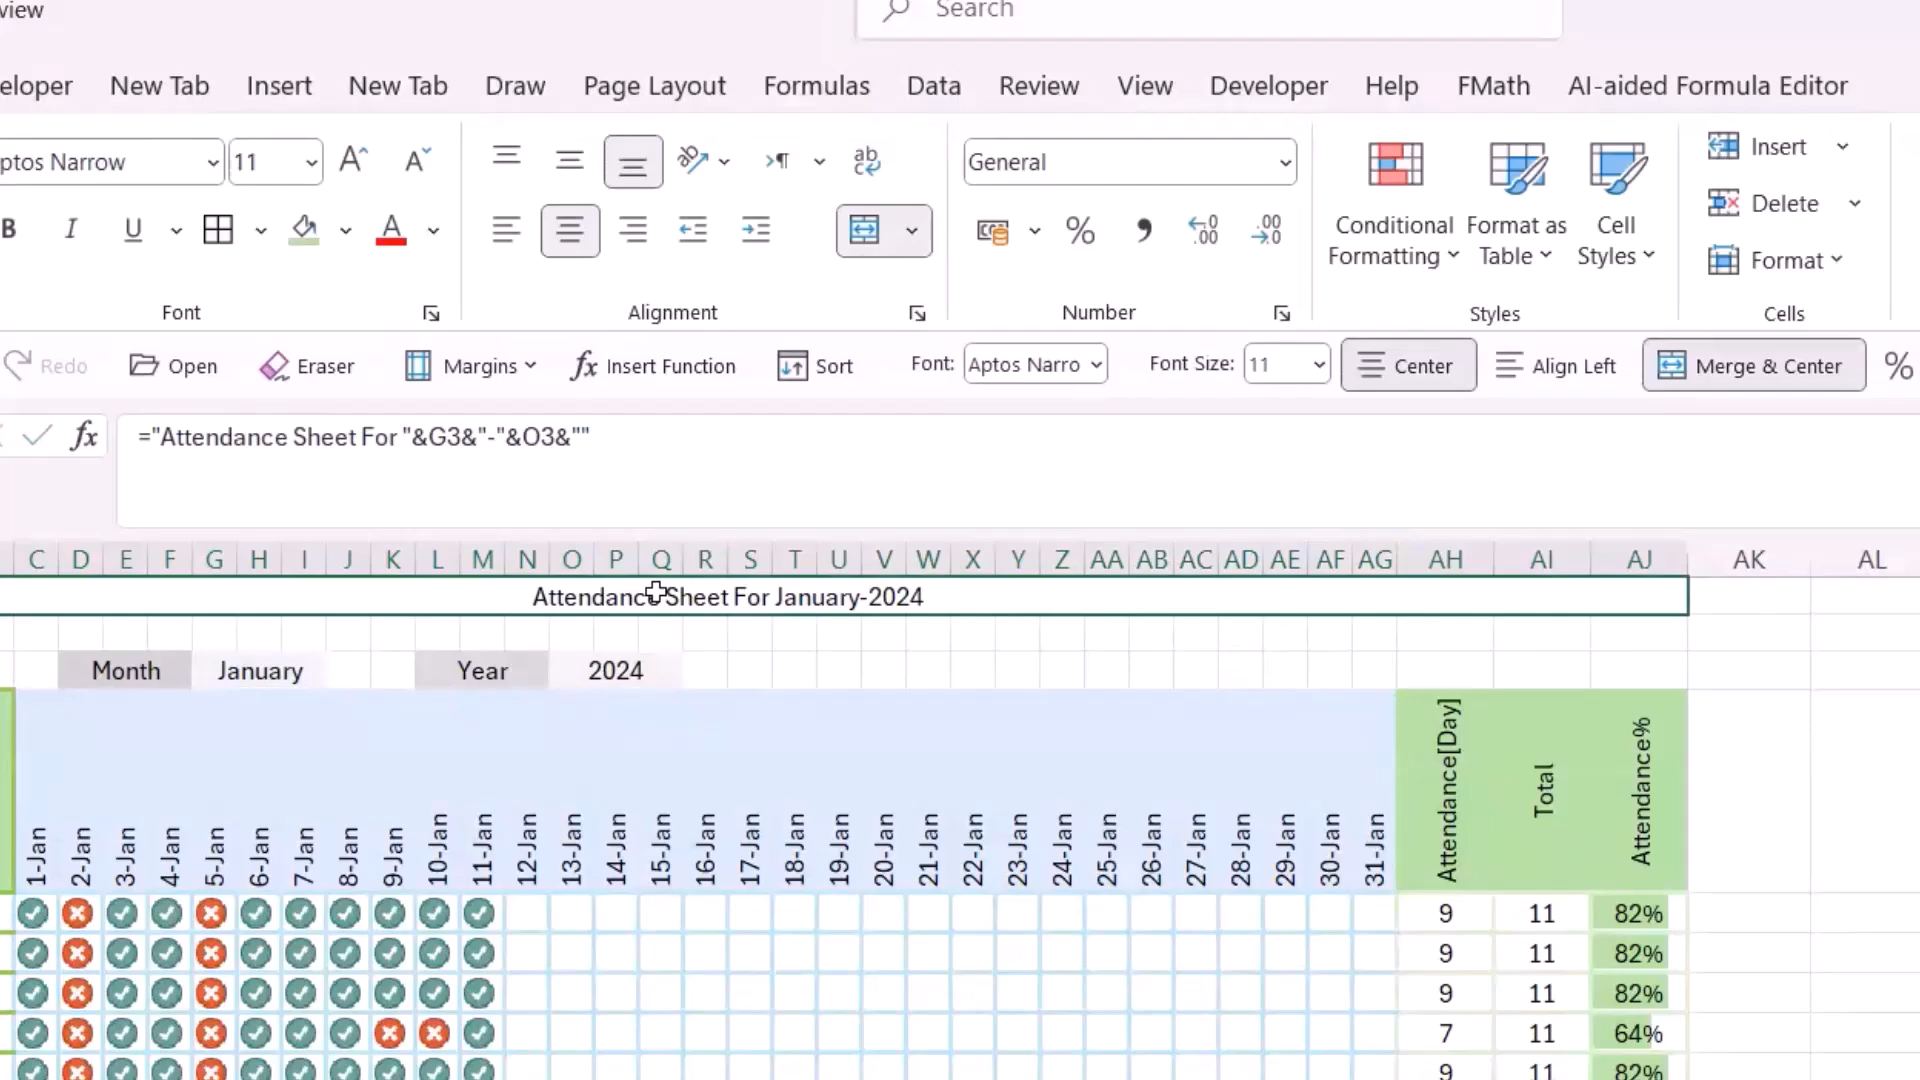 view
Search
eloper New Tab Insert New Tab Draw Page Layout Formulas Data Review View Developer Help FMath AI-aided Formula Editor
ptos Narrow 11 A A ab General Insert
B I U A % Conditional Formatting Format as Table Cell Styles Delete
Format
Font Alignment Number Styles Cells
Redo Open Eraser Margins fx Insert Function Sort Font: Aptos Narro Font Size: 11 Center Align Left Merge & Center %
fx ="Attendance Sheet For "&G3&"-"&O3&""
C D E F G H I J K L M N O P Q R S T U V W X Y Z AA AB AC AD AE AF AG AH AI AJ AK AL
Attendance Sheet For January-2024
Month January Year 2024
1-Jan 2-Jan 3-Jan 4-Jan 5-Jan 6-Jan 7-Jan 8-Jan 9-Jan 10-Jan 11-Jan 12-Jan 13-Jan 14-Jan 15-Jan 16-Jan 17-Jan 18-Jan 19-Jan 20-Jan 21-Jan 22-Jan 23-Jan 24-Jan 25-Jan 26-Jan 27-Jan 28-Jan 29-Jan 30-Jan 31-Jan Attendance[Day] Total Attendance%
9 11 82%
9 11 82%
9 11 82%
7 11 64%
9 11 82%